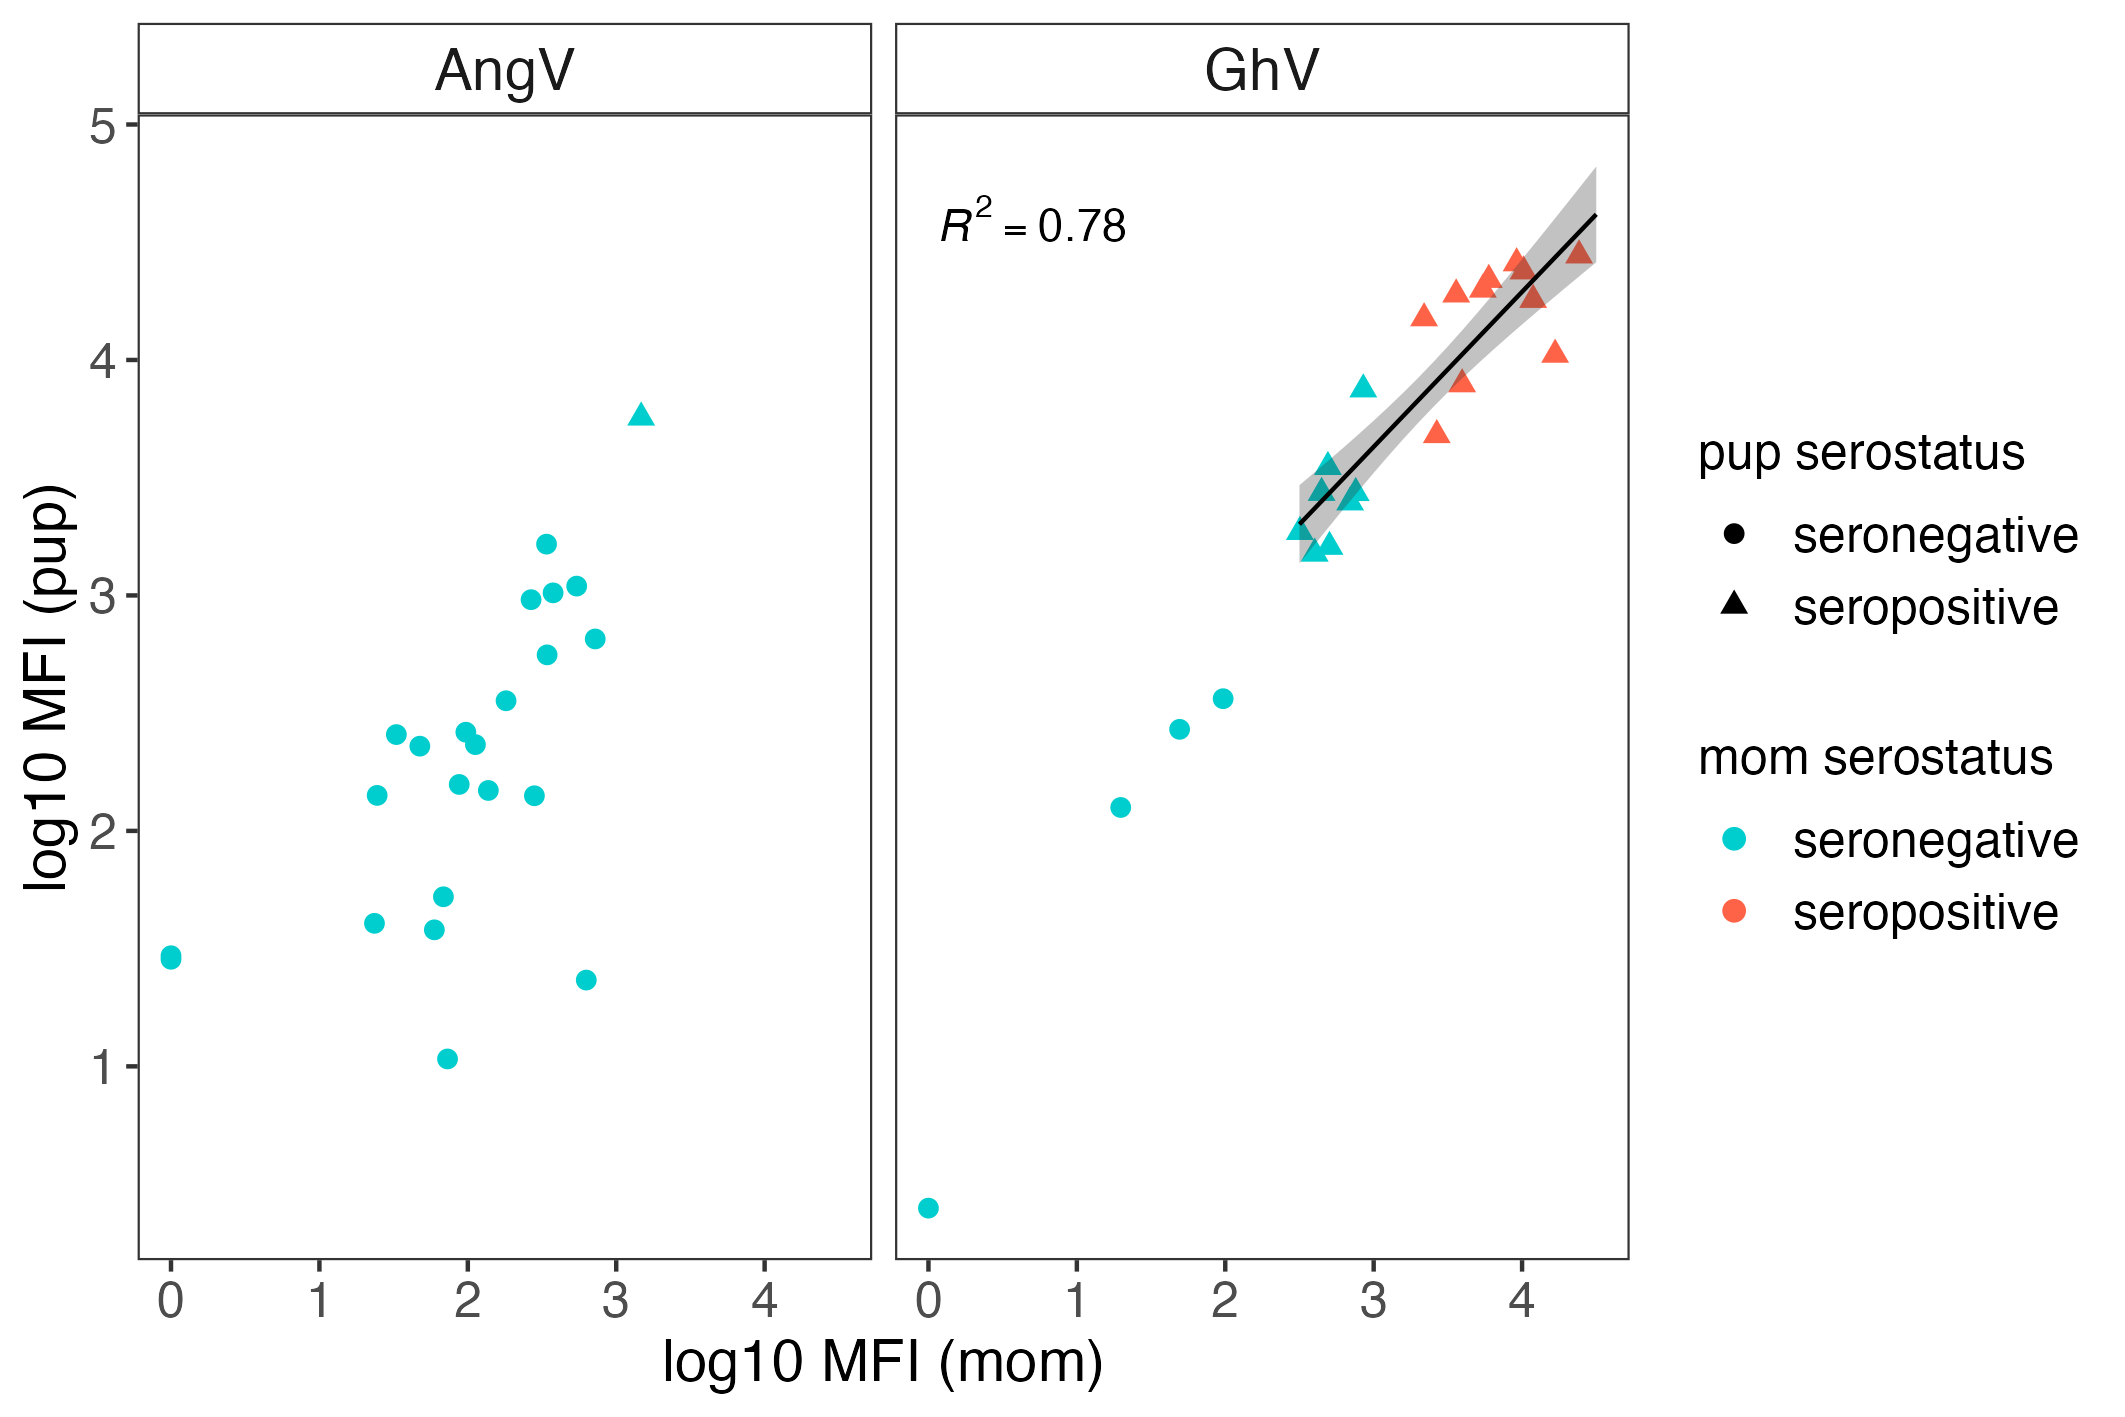 AngV
GhV
5
4
3
2
1
log10 MFI (pup)
R² = 0.78
0 1 2 3 4
0 1 2 3 4
log10 MFI (mom)
pup serostatus
seronegative
seropositive
mom serostatus
seronegative
seropositive